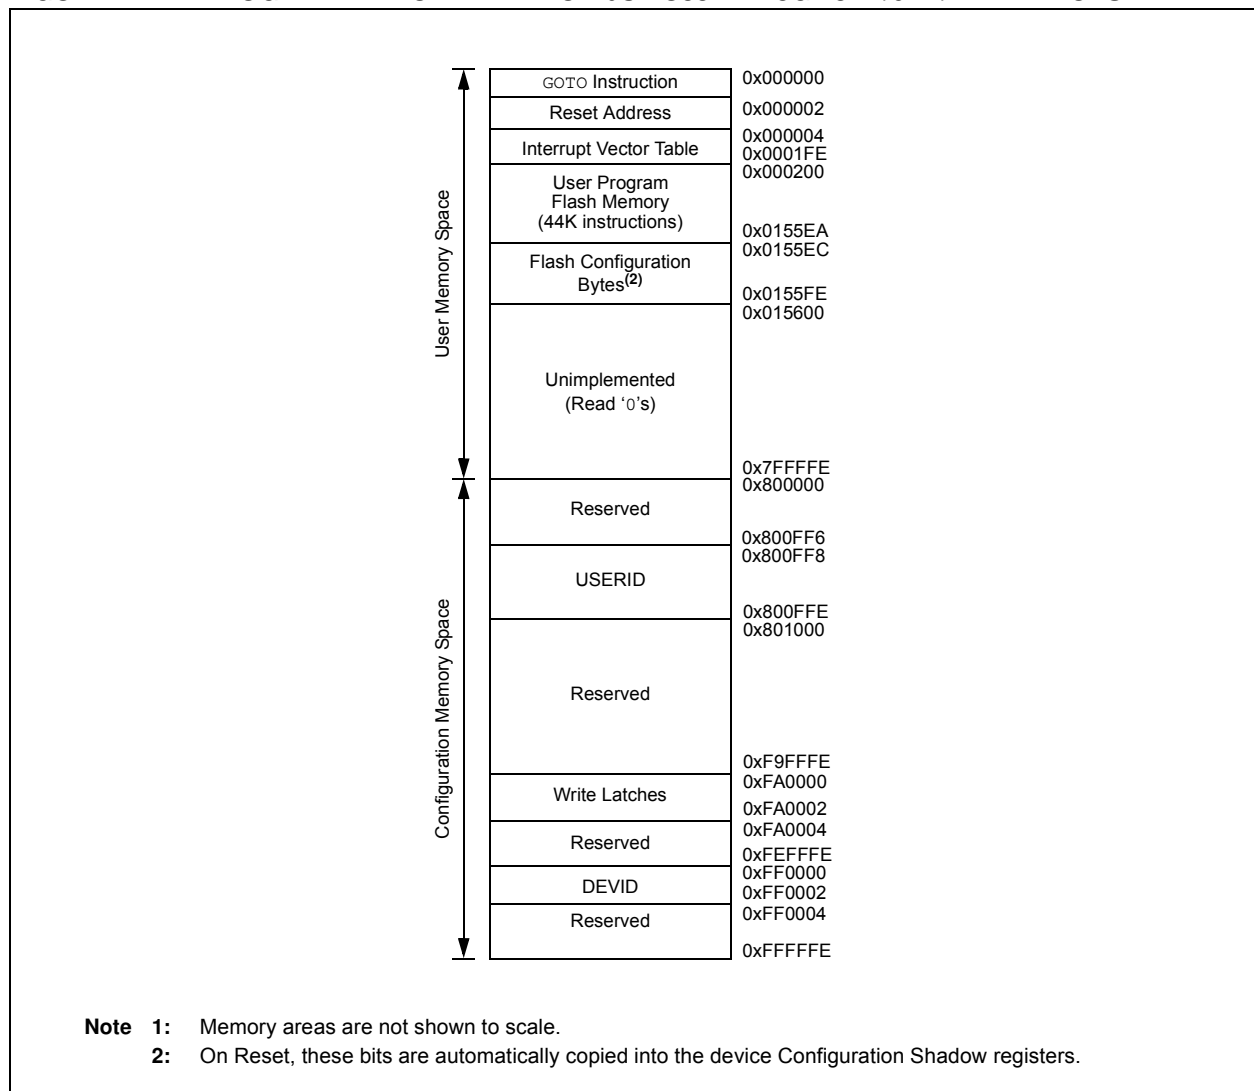 GOTO Instruction 0x000000
Reset Address 0x000002
0x000004
Interrupt Vector Table 0x0001FE
0x000200
User Program
Flash Memory
(44K instructions)
0x0155EA
0x0155EC
Flash Configuration
Bytes(2)
0x0155FE
0x015600
User Memory Space
Unimplemented
(Read ‘0’s)
0x7FFFFE
0x800000
Reserved
0x800FF6
0x800FF8
USERID
0x800FFE
0x801000
Configuration Memory Space
Reserved
0xF9FFFE
0xFA0000
Write Latches
0xFA0002
0xFA0004
Reserved
0xFEFFFE
0xFF0000
DEVID
0xFF0002
0xFF0004
Reserved
0xFFFFFE
Note 1: Memory areas are not shown to scale.
2: On Reset, these bits are automatically copied into the device Configuration Shadow registers.